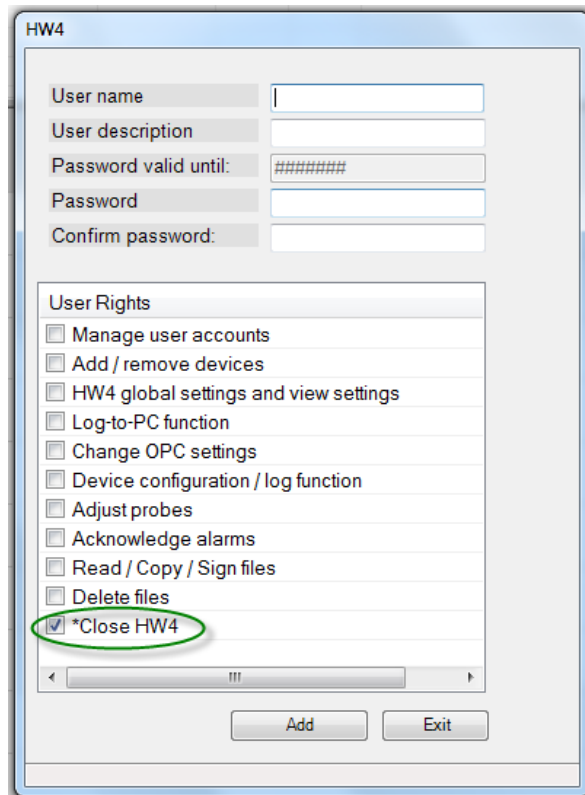 HW4
User name
User description
Password valid until: #######
Password
Confirm password:
User Rights
Manage user accounts
Add / remove devices
HW4 global settings and view settings
Log-to-PC function
Change OPC settings
Device configuration / log function
Adjust probes
Acknowledge alarms
Read / Copy / Sign files
Delete files
*Close HW4
Add Exit